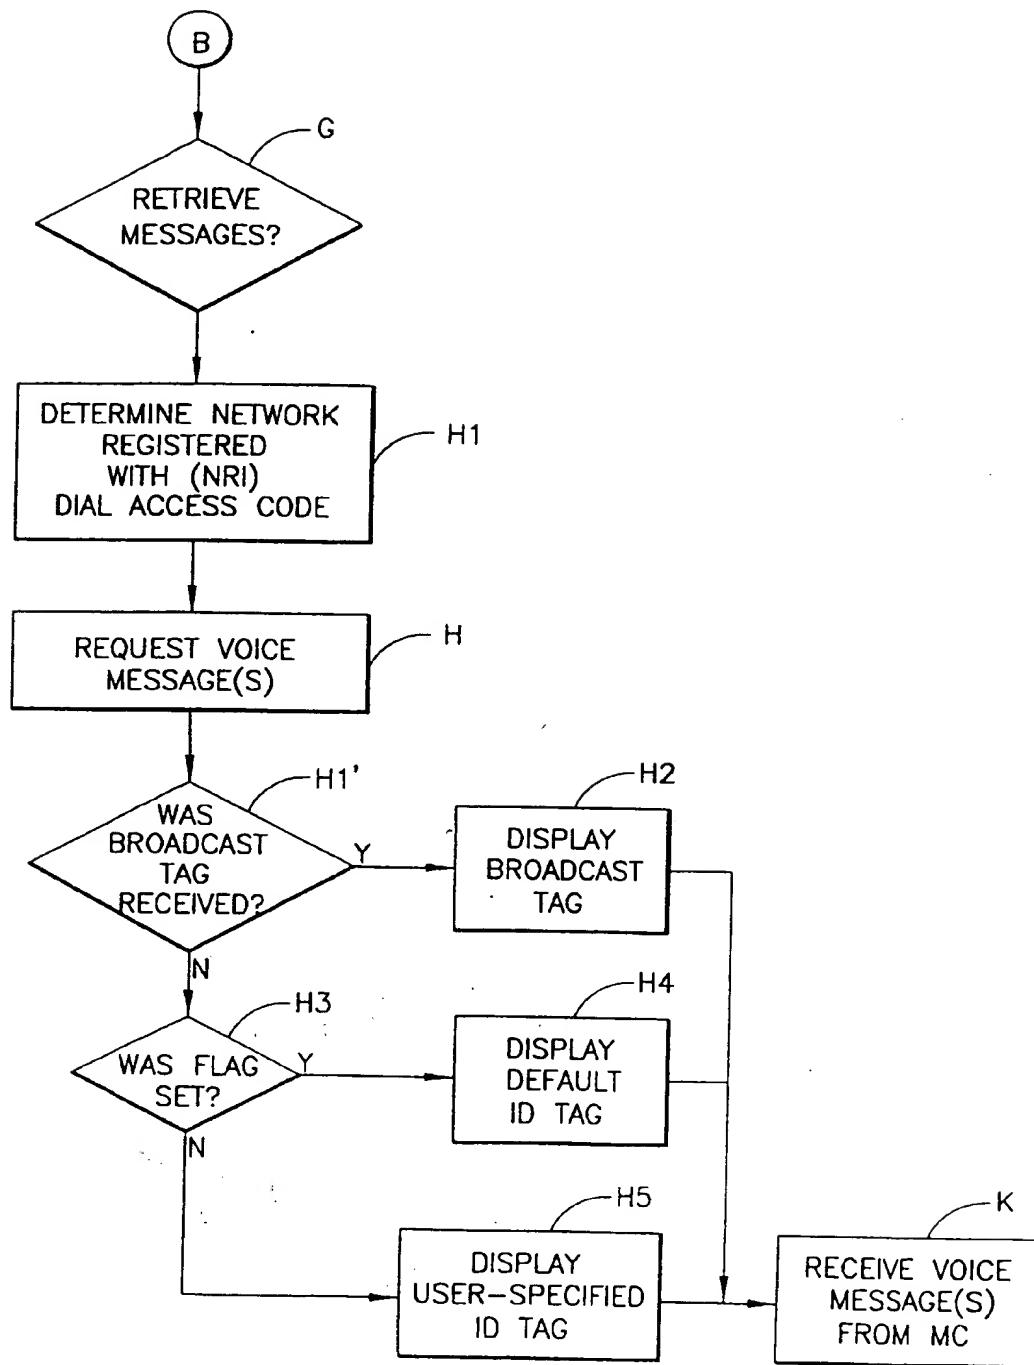 B
G
RETRIEVE
MESSAGES?
DETERMINE NETWORK
REGISTERED
WITH (NRI)
DIAL ACCESS CODE
H1
REQUEST VOICE
MESSAGE(S)
H
H1'
WAS
BROADCAST
TAG
RECEIVED?
Y
N
H2
DISPLAY
BROADCAST
TAG
H3
WAS FLAG
SET?
Y
N
H4
DISPLAY
DEFAULT
ID TAG
H5
DISPLAY
USER-SPECIFIED
ID TAG
K
RECEIVE VOICE
MESSAGE(S)
FROM MC